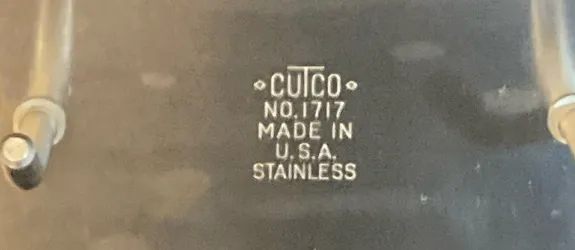 CUTCO
NO. 1717
MADE IN
U.S.A.
STAINLESS